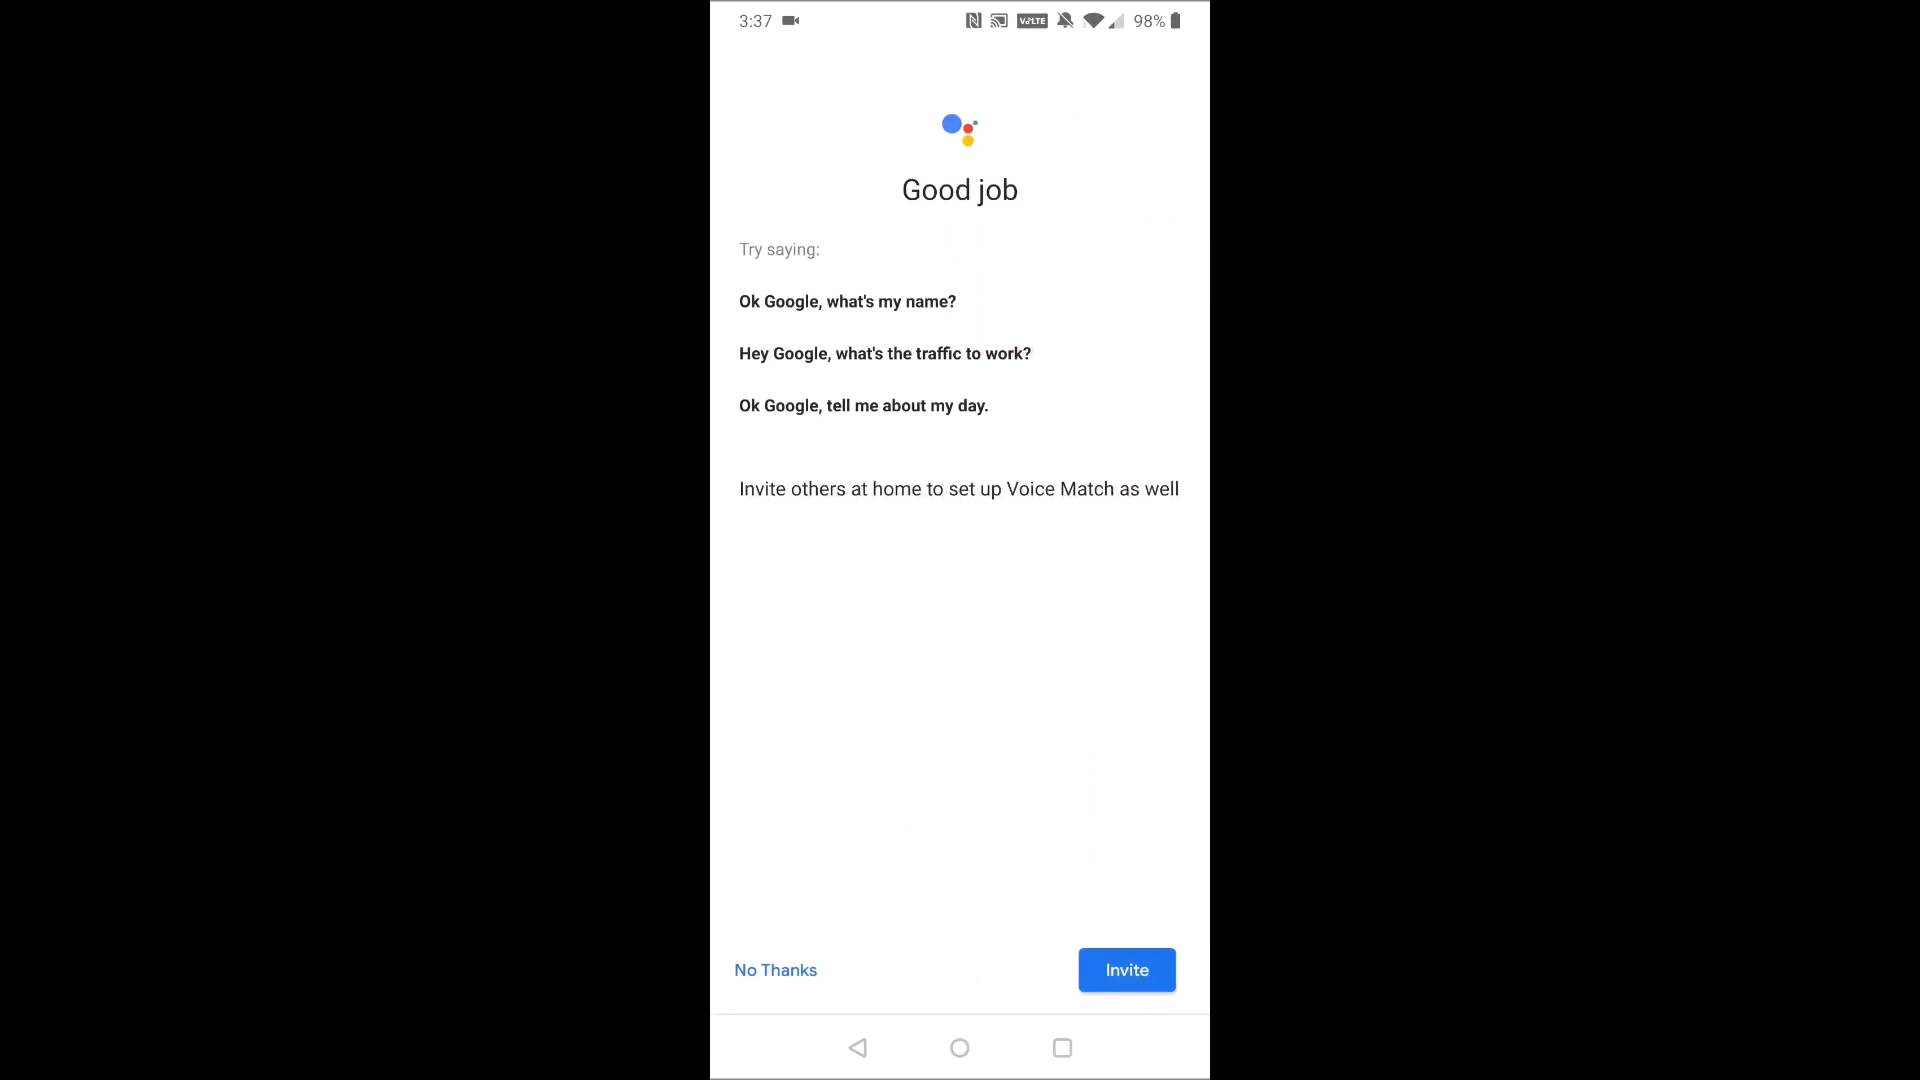 3:37 VoLTE 98%
Good job
Try saying:
Ok Google, what's my name?
Hey Google, what's the traffic to work?
Ok Google, tell me about my day.
Invite others at home to set up Voice Match as well
No Thanks Invite